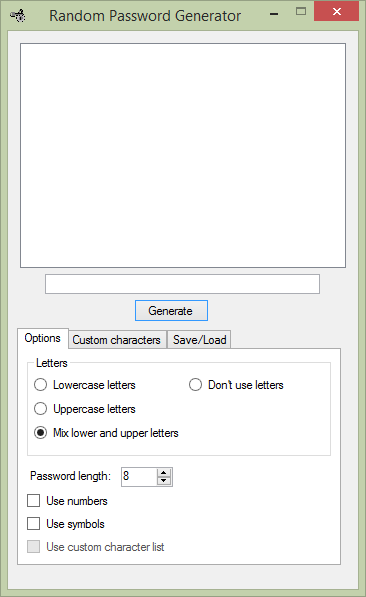 Random Password Generator
Generate
Options Custom characters Save/Load
Letters
Lowercase letters Don't use letters
Uppercase letters
Mix lower and upper letters
Password length: 8
Use numbers
Use symbols
Use custom character list